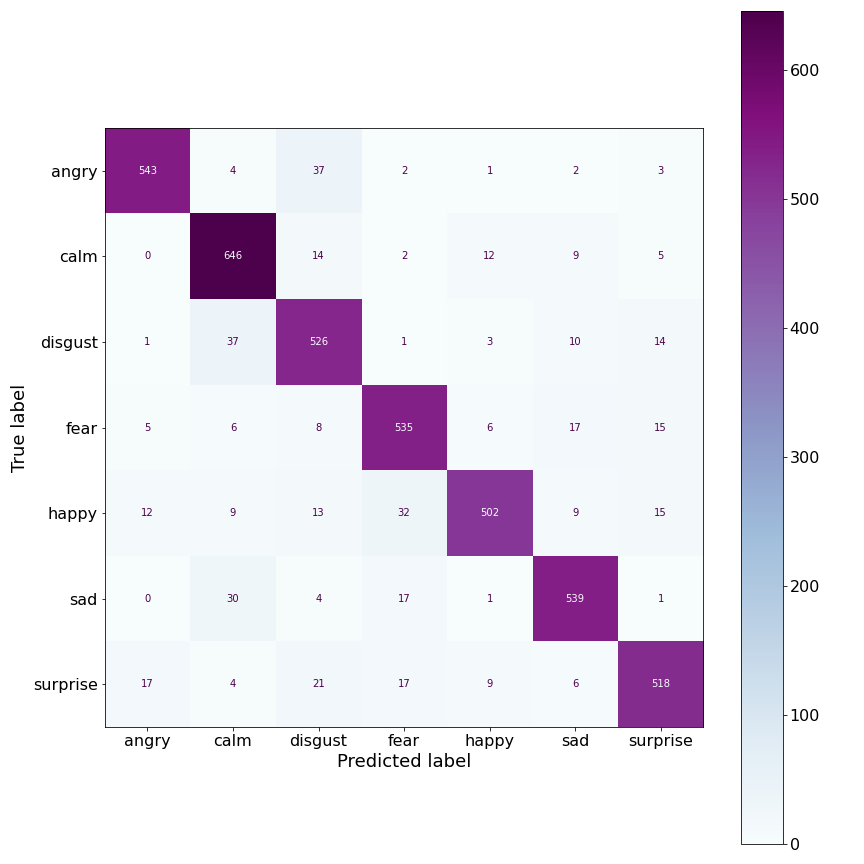 600
angry 543 4 37 2 1 2 3
500
calm 0 646 14 2 12 9 5
disgust 1 37 526 1 3 10 14
400
fear 5 6 8 535 6 17 15
True label
300
happy 12 9 13 32 502 9 15
200
sad 0 30 4 17 1 539 1
surprise 17 4 21 17 9 6 518
100
angry calm disgust fear happy sad surprise
Predicted label
0